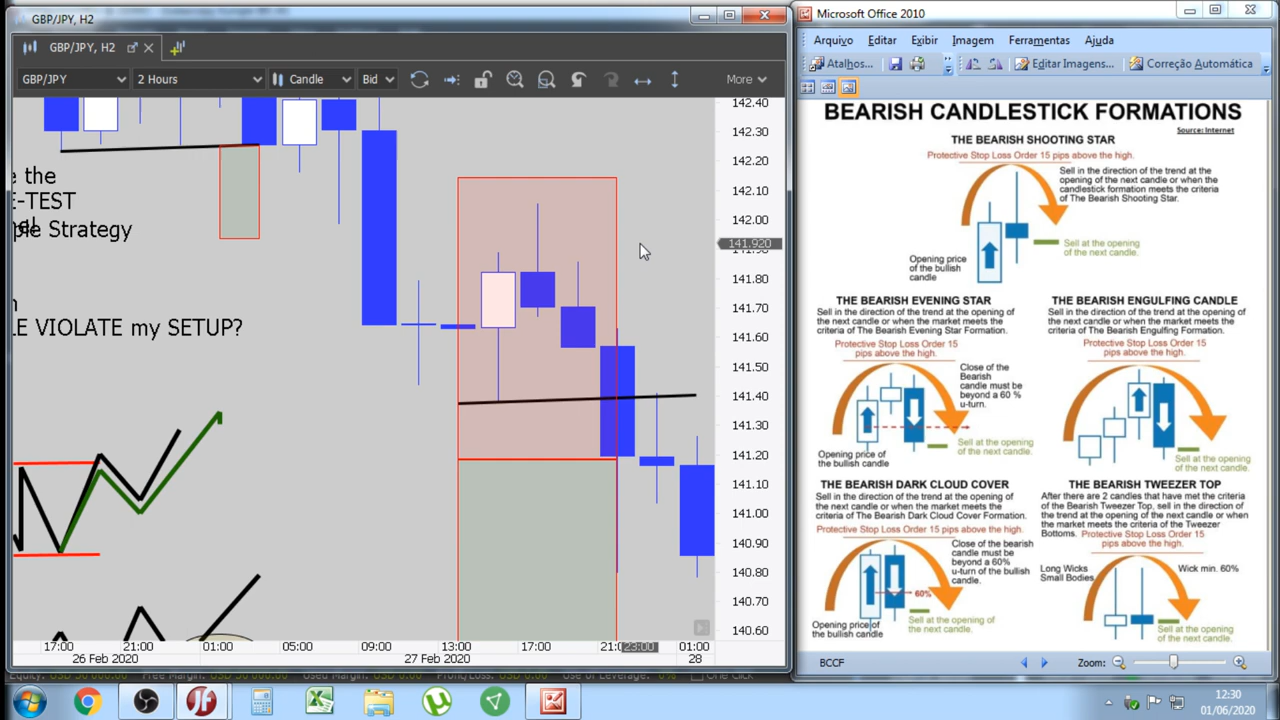 GBP/JPY, H2
GBP/JPY, H2
GBP/JPY
2 Hours
Candle
Bid
More
e the
E-TEST
ple Strategy
LE VIOLATE my SETUP?
142.40
142.30
142.20
142.10
142.00
141.920
141.80
141.70
141.60
141.50
141.40
141.30
141.20
141.10
141.00
140.90
140.80
140.70
140.60
17:00 21:00 01:00 05:00 09:00 13:00 17:00 23:00 01:00
26 Feb 2020 27 Feb 2020 28
Microsoft Office 2010
Arquivo Editar Exibir Imagem Ferramentas Ajuda
Atalhos... Editar Imagens... Correção Automática
BEARISH CANDLESTICK FORMATIONS
Source: Internet
THE BEARISH SHOOTING STAR
Protective Stop Loss Order 15 pips above the high.
Sell in the direction of the trend at the
opening of the next candle or when the
candlestick formation meets the criteria
of The Bearish Shooting Star.
Sell at the opening
of the next candle.
Opening price
of the bullish
candle
THE BEARISH EVENING STAR
Sell in the direction of the trend at the opening of
the next candle or when the market meets the
criteria of The Bearish Evening Star Formation.
Protective Stop Loss Order 15
pips above the high.
Close of the
Bearish
candle must be
beyond a 60 %
u-turn.
Sell at the opening
of the next candle.
Opening price of
the bullish candle
THE BEARISH ENGULFING CANDLE
Sell in the direction of the trend at the opening of
the next candle or when the market meets the
criteria of The Bearish Engulfing Formation.
Protective Stop Loss Order 15
pips above the high.
Sell at the opening
of the next candle.
THE BEARISH DARK CLOUD COVER
Sell in the direction of the trend at the opening of
the next candle or when the market meets the
criteria of The Bearish Dark Cloud Cover Formation.
Protective Stop Loss Order 15 pips above the high.
Close of the bearish
candle must be
beyond a 60%
u-turn of the bullish
candle.
60%
Sell at the opening of
the next candle.
Opening price of
the bullish candle
THE BEARISH TWEEZER TOP
After there are 2 candles that have met the criteria
of the Bearish Tweezer Top, sell in the direction of
the trend at the opening of the next candle or when
the market meets the criteria of the Tweezer
Bottoms. Protective Stop Loss Order 15
pips above the high.
Long Wicks
Small Bodies
Wick min. 60%
Sell at the opening
of the next candle.
BCCF
Zoom:
12:30
01/06/2020